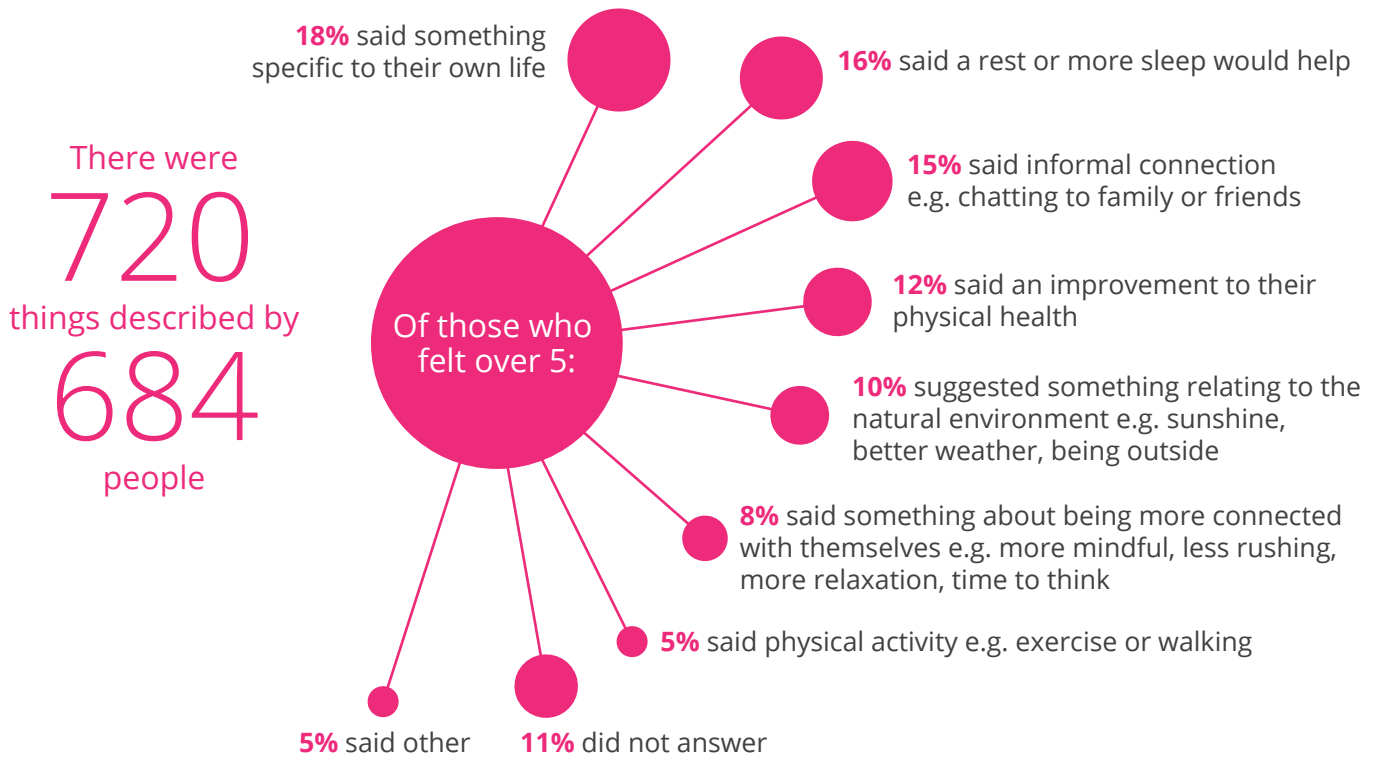 There were
720
things described by
684
people
Of those who
felt over 5:
18% said something
specific to their own life
16% said a rest or more sleep would help
15% said informal connection
e.g. chatting to family or friends
12% said an improvement to their
physical health
10% suggested something relating to the
natural environment e.g. sunshine,
better weather, being outside
8% said something about being more connected
with themselves e.g. more mindful, less rushing,
more relaxation, time to think
5% said physical activity e.g. exercise or walking
11% did not answer
5% said other